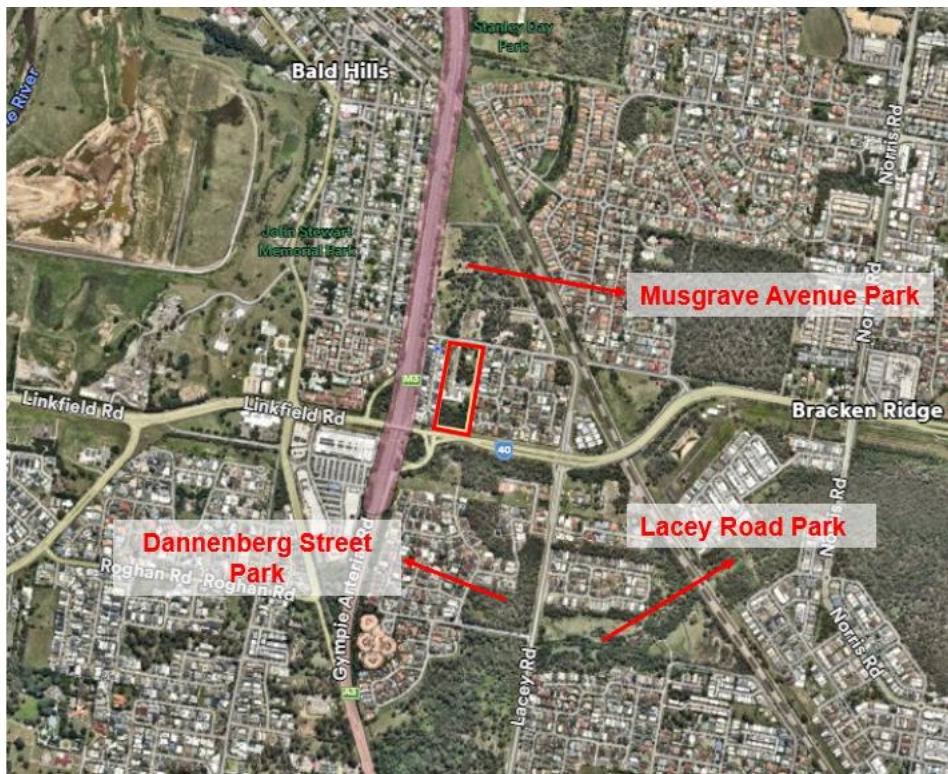 Stanley Day
Park
Bald Hills
e River
Norris Rd
John Stewart
Memorial Park
Musgrave Avenue Park
Norris Rd
M3
Linkfield Rd
Linkfield Rd
Bracken Ridge
40
Lacey Road Park
Dannenberg Street
Park
Norris Rd
Roghan Rd
Roghan Rd
Gympie Arterial Rd
Norris Rd
Lacey Rd
A3